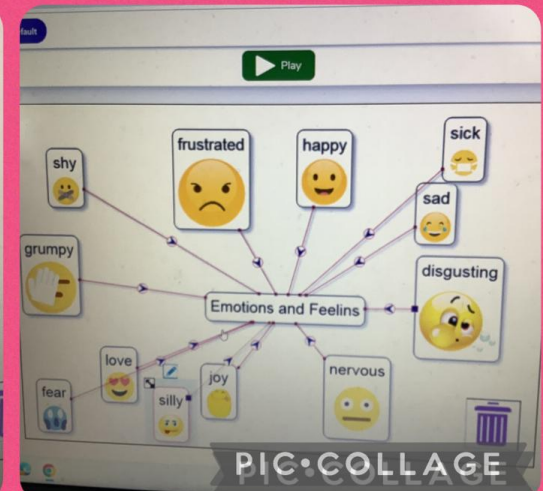 fault
Play
sick
frustrated
happy
shy
sad
grumpy
disgusting
Emotions and Feelins
love
joy
nervous
fear
silly
PIC•COLLAGE